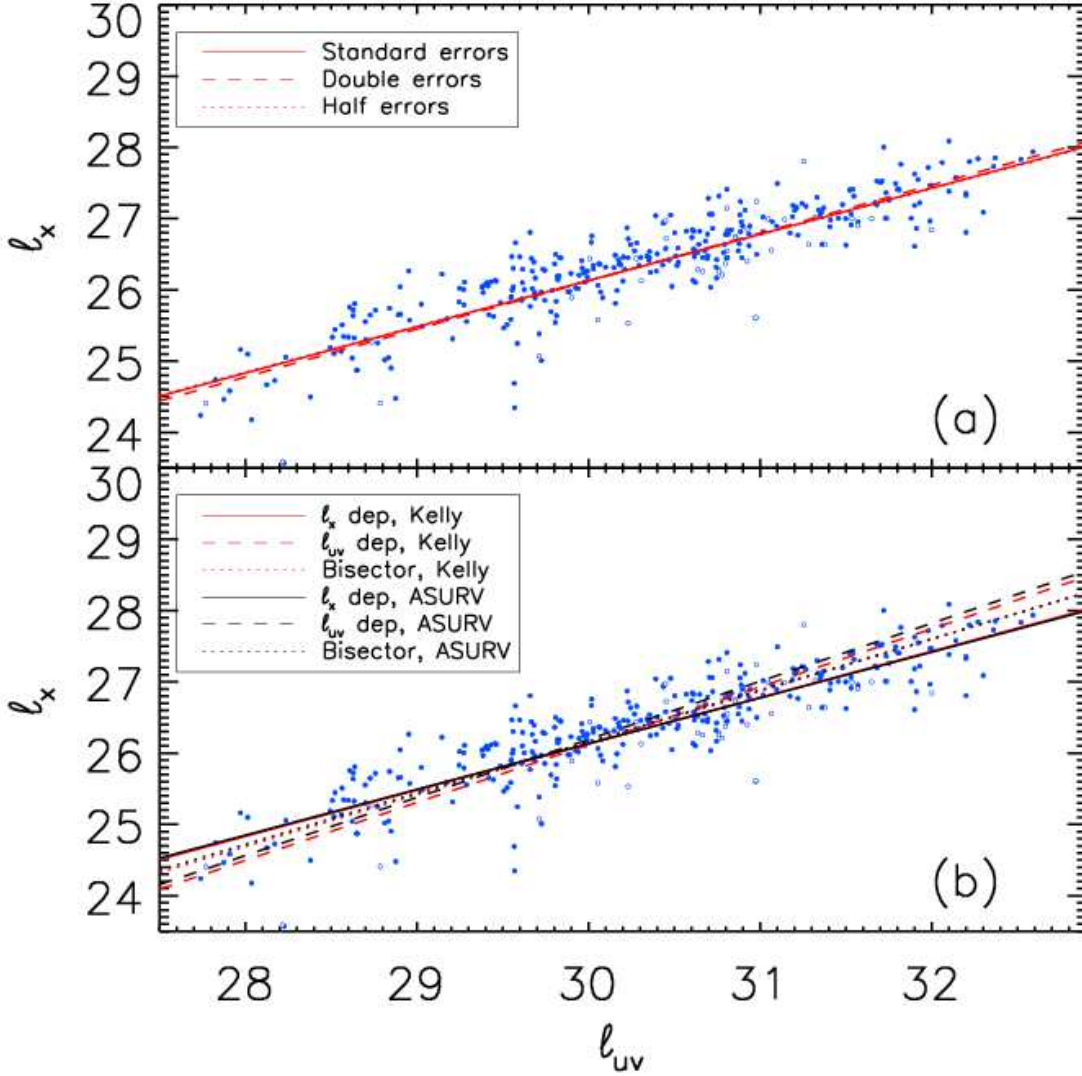 30
29
28
27
26
25
24
ℓx
Standard errors
Double errors
Half errors
(a)
30
29
28
27
26
25
24
ℓx
ℓx dep, Kelly
ℓuv dep, Kelly
Bisector, Kelly
ℓx dep, ASURV
ℓuv dep, ASURV
Bisector, ASURV
(b)
28 29 30 31 32
ℓuv